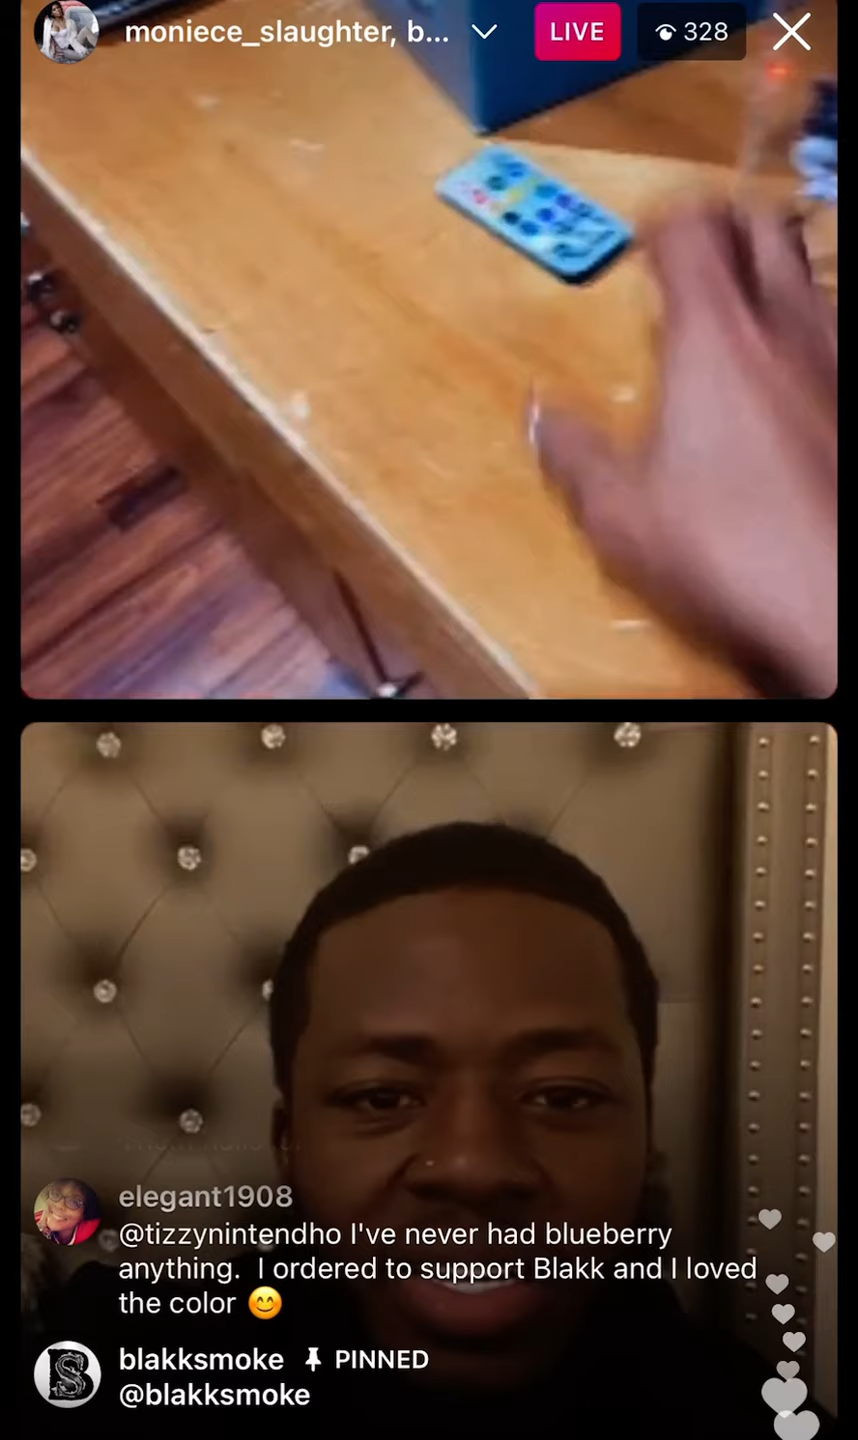 moniece_slaughter, b...
LIVE
328
elegant1908
@tizzynintendho I've never had blueberry
anything. I ordered to support Blakk and I loved
the color 😊
blakksmoke PINNED
@blakksmoke